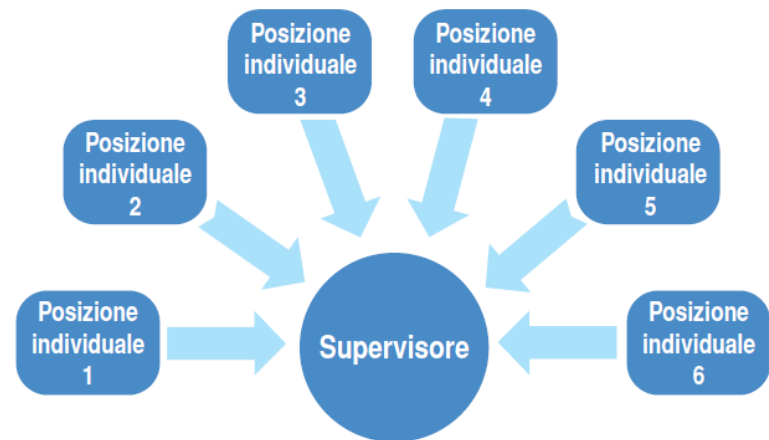 Posizione
individuale
1
Posizione
individuale
2
Posizione
individuale
3
Posizione
individuale
4
Posizione
individuale
5
Posizione
individuale
6
Supervisore